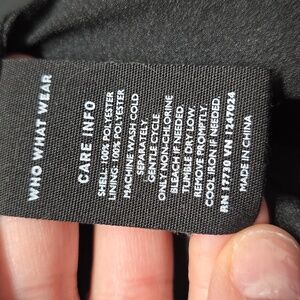 WHO WHAT WEAR
CARE INFO
SHELL: 100% POLYESTER
LINING: 100% POLYESTER
MACHINE WASH COLD
SEPARATELY.
GENTLE CYCLE
ONLY NON-CHLORINE
BLEACH IF NEEDED.
TUMBLE DRY LOW.
REMOVE PROMPTLY.
COOL IRON IF NEEDED.
RN 17730 VN 1247024
MADE IN CHINA